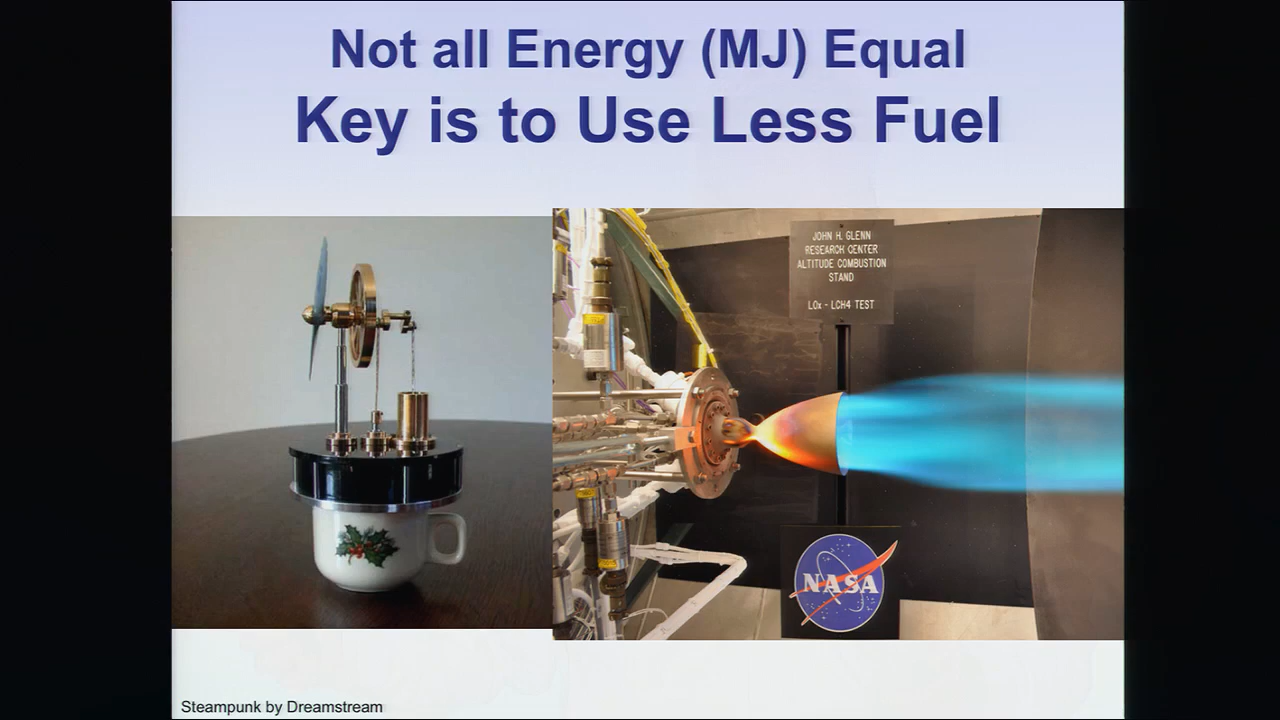 Not all Energy (MJ) Equal
Key is to Use Less Fuel
JOHN H. GLENN
RESEARCH CENTER
ALTITUDE COMBUSTION
STAND
LOx - LCH4 TEST
NASA
Steampunk by Dreamstream